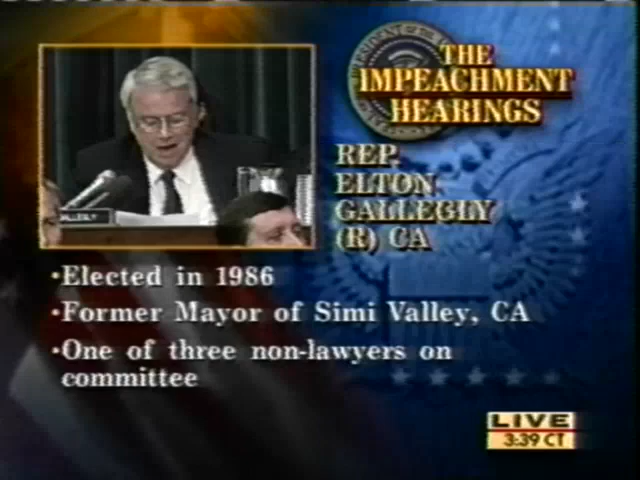 THE
IMPEACHMENT
HEARINGS
REP.
ELTON
GALLEGLY
(R) CA
GALLEGLY
•Elected in 1986
•Former Mayor of Simi Valley, CA
•One of three non-lawyers on
committee
LIVE
3:39 CT